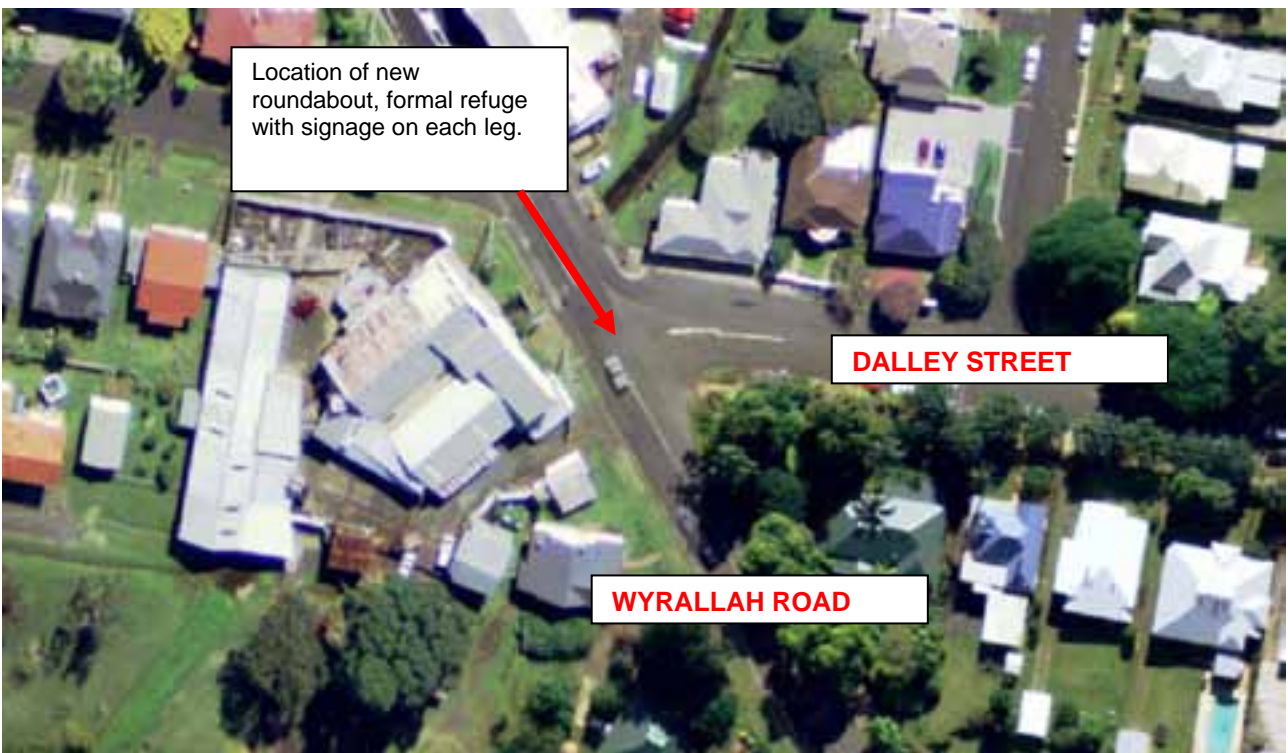 Location of new
roundabout, formal refuge
with signage on each leg.
DALLEY STREET
WYRALLAH ROAD